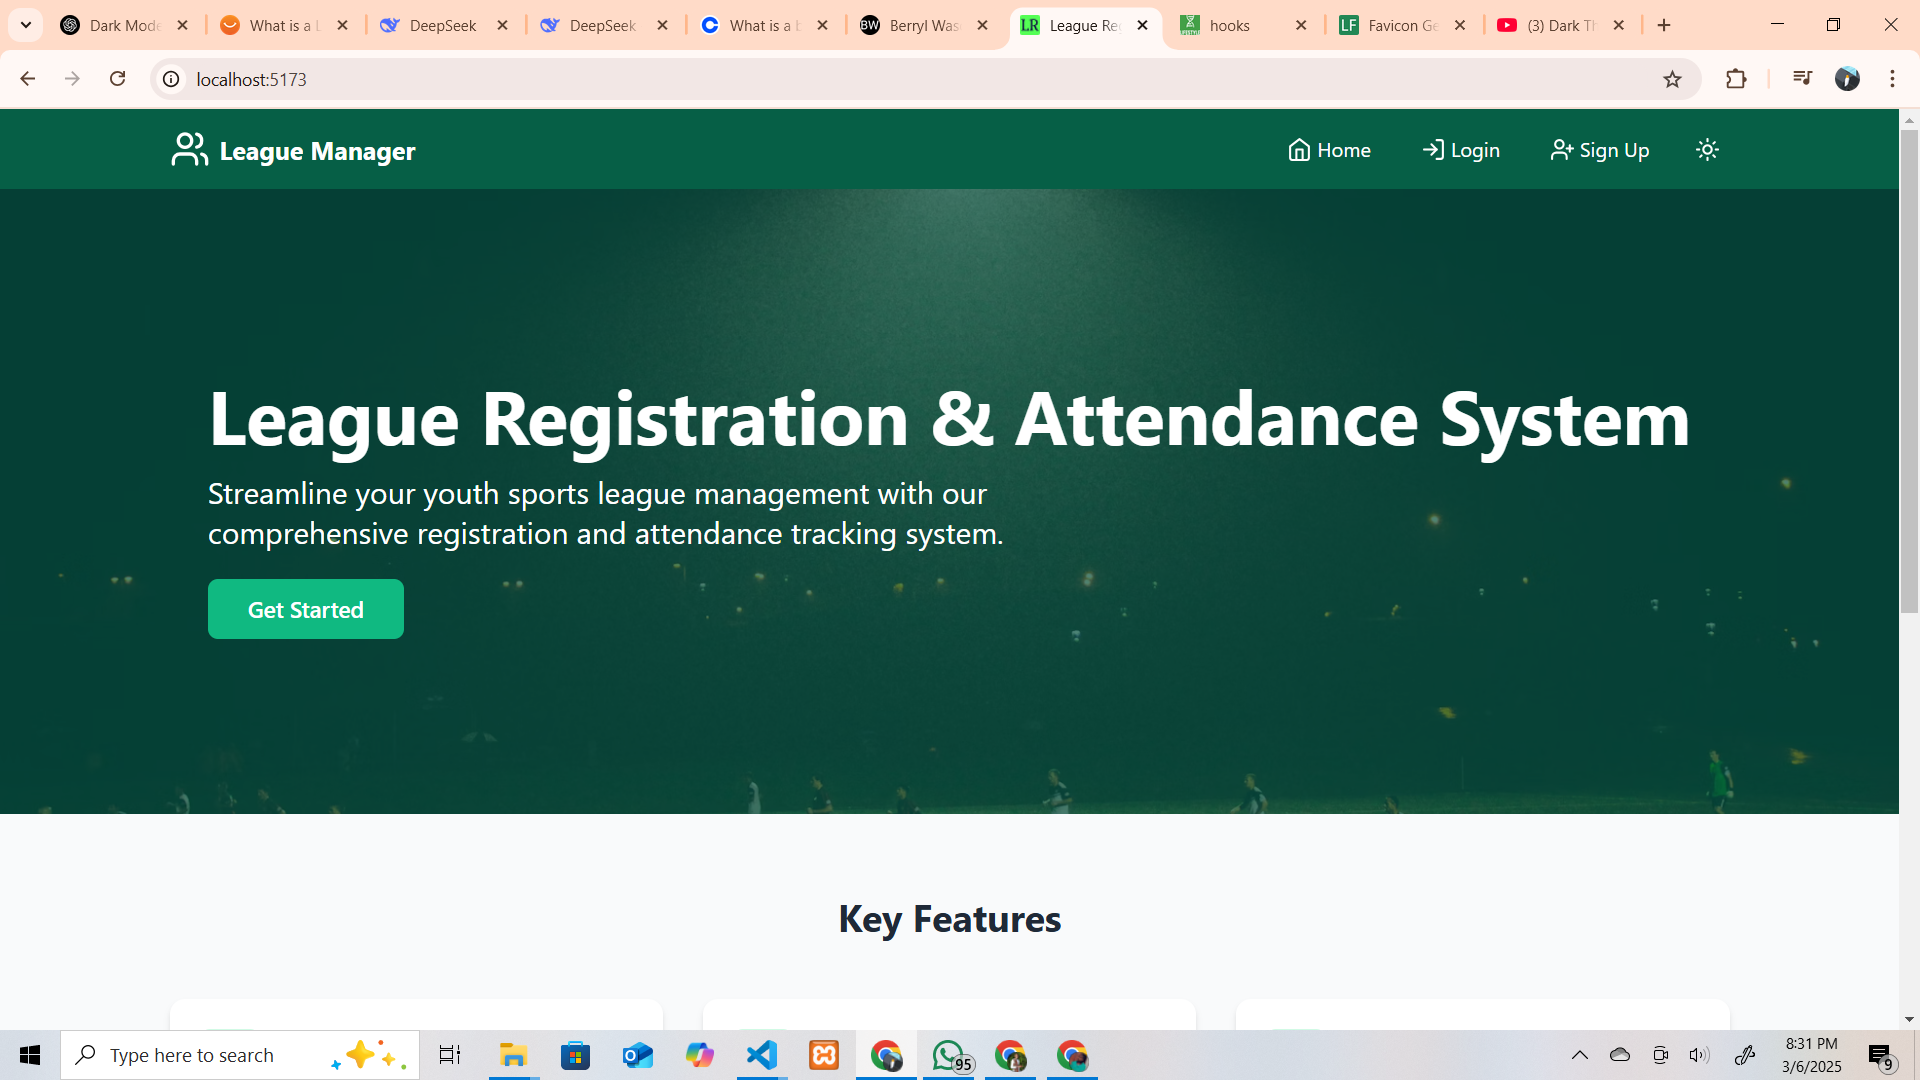 Dark Mode
What is a L
DeepSeek
DeepSeek
What is a b
BW
Berryl Was
LR
League Re
hooks
LF
Favicon Ge
(3) Dark Th
localhost:5173
League Manager
Home
Login
Sign Up
League Registration & Attendance System
Streamline your youth sports league management with our
comprehensive registration and attendance tracking system.
Get Started
Key Features
Type here to search
95
8:31 PM
3/6/2025
9